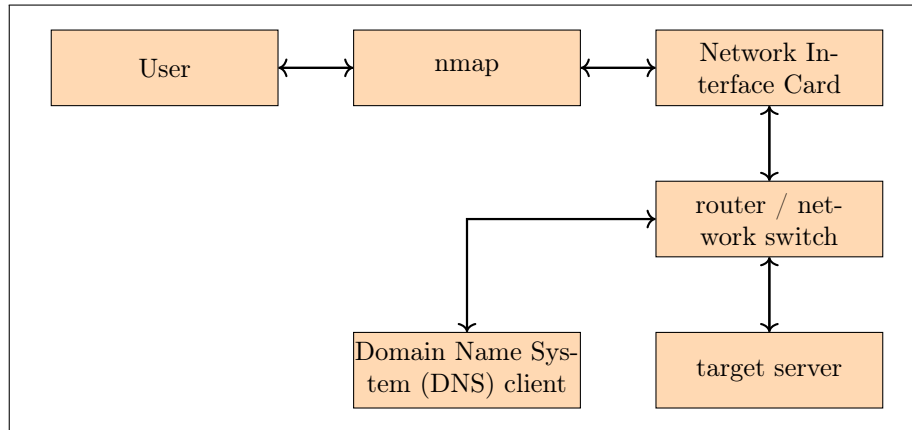 User
nmap
Network In-
terface Card
router / net-
work switch
Domain Name Sys-
tem (DNS) client
target server